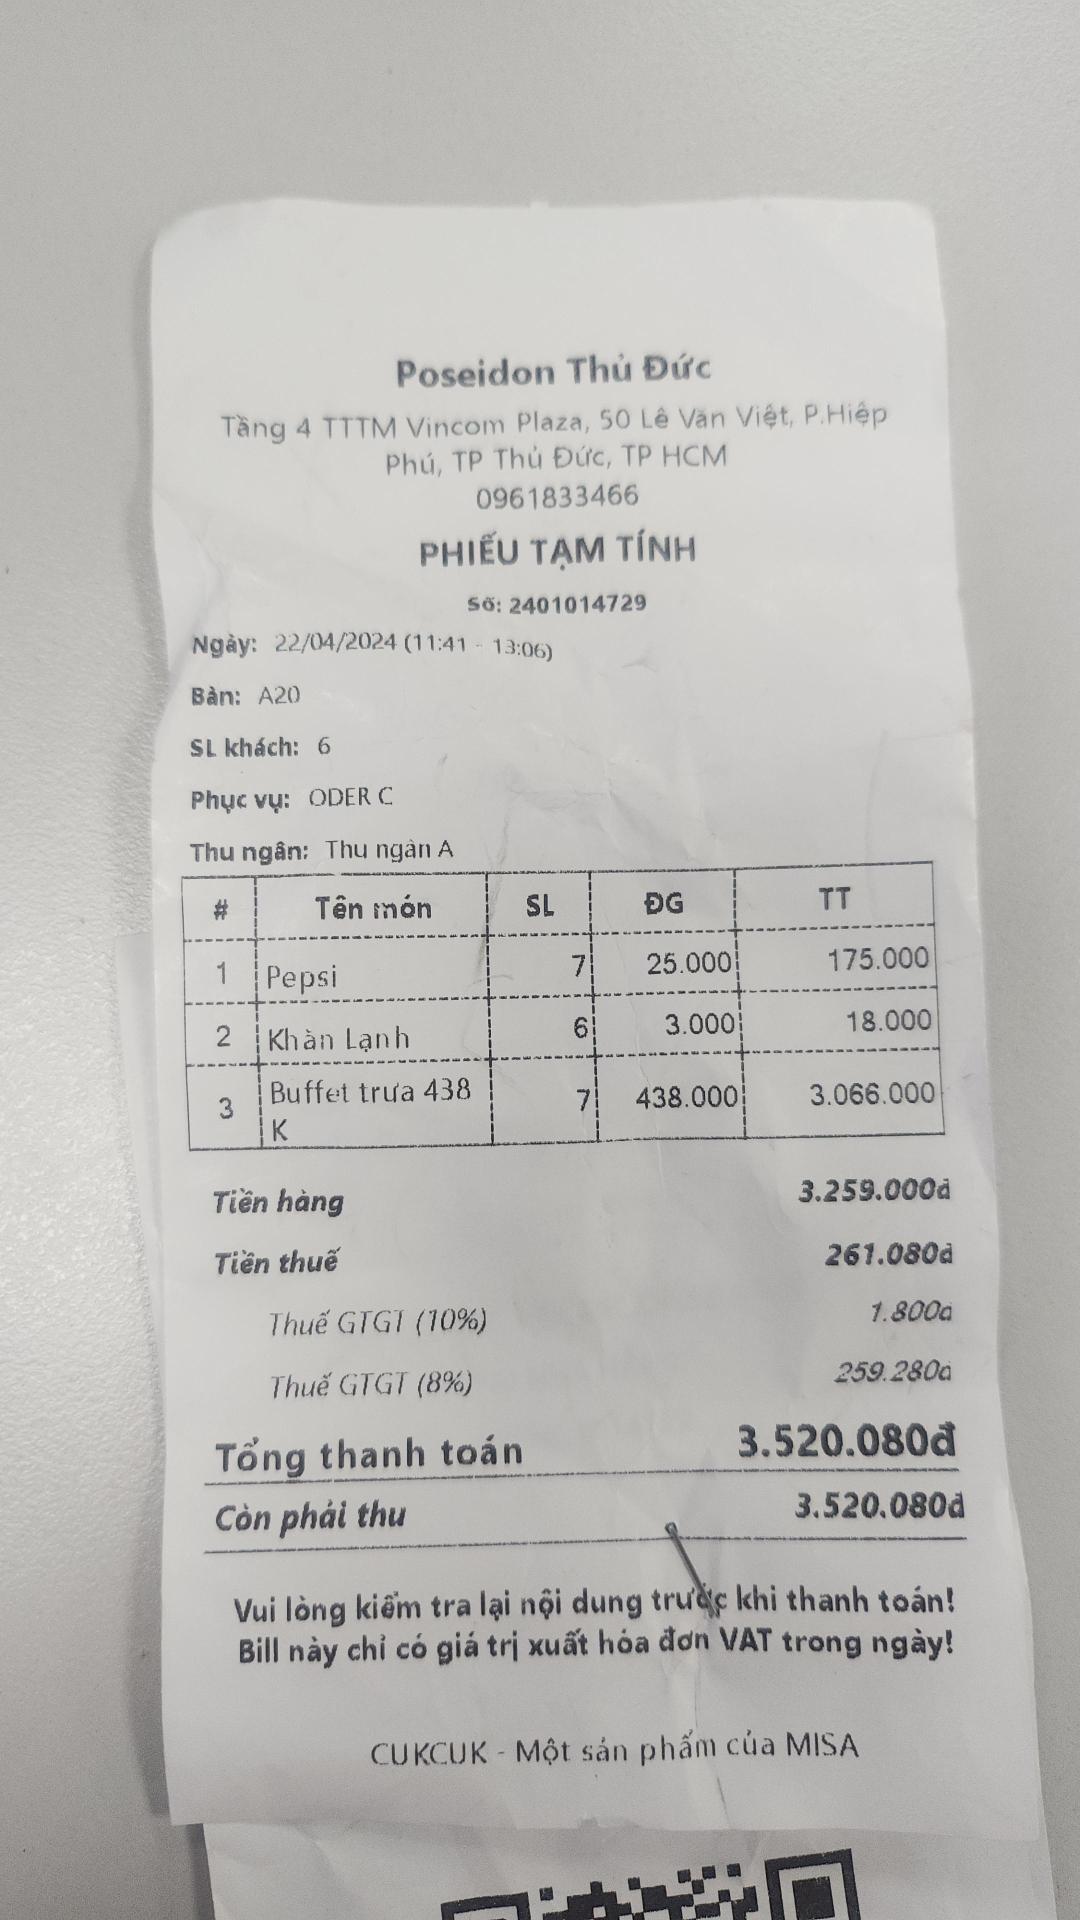 Poseidon Thủ Đức
Tầng 4 TTTM Vincom Plaza, 50 Lê Văn Việt, P.Hiệp
Phú, TP Thủ Đức, TP HCM
0961833466
PHIẾU TẠM TÍNH
Số: 2401014729
Ngày: 22/04/2024 (11:41 - 13:06)
Bàn: A20
SL khách: 6
Phục vụ: ODER C
Thu ngân: Thu ngân A
# Tên món SL ĐG TT
1 Pepsi 7 25.000 175.000
2 Khăn Lạnh 6 3.000 18.000
3 Buffet trưa 438 7 438.000 3.066.000
K
Tiền hàng 3.259.000đ
Tiền thuế 261.080đ
Thuế GTGT (10%) 1.800đ
Thuế GTGT (8%) 259.280đ
Tổng thanh toán 3.520.080đ
Còn phải thu 3.520.080đ
Vui lòng kiểm tra lại nội dung trước khi thanh toán!
Bill này chỉ có giá trị xuất hóa đơn VAT trong ngày!
CUKCUK - Một sản phẩm của MISA